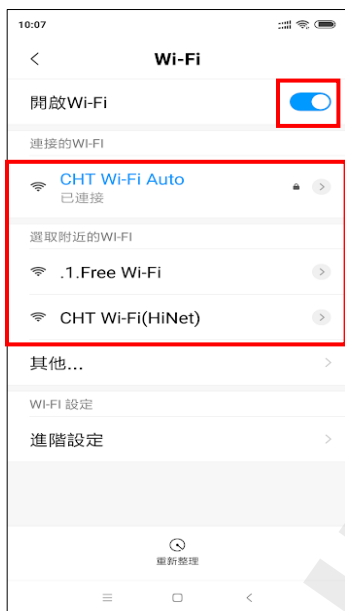 10:07
Wi-Fi
開啟Wi-Fi
連接的WI-FI
CHT Wi-Fi Auto
已連接
選取附近的WI-FI
.1.Free Wi-Fi
CHT Wi-Fi(HiNet)
其他...
WI-FI 設定
進階設定
重新整理